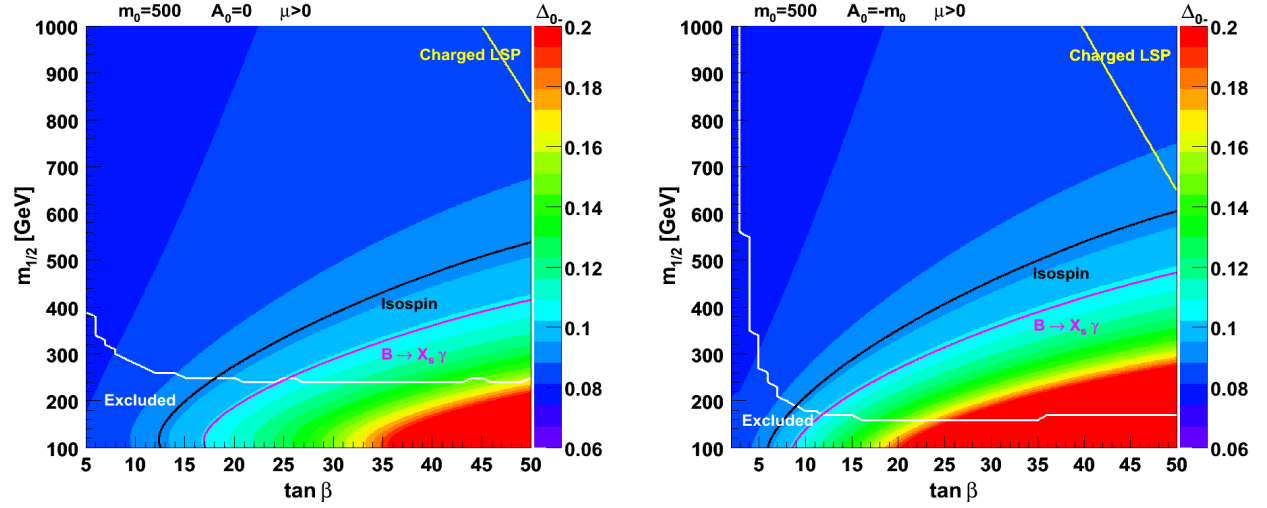 m₀=500 A₀=0 μ>0 Δ₀₋
1000
900
800
700
600
500
400
300
200
100
m₁/₂ [GeV]
Charged LSP
Isospin
B → Xₛ γ
Excluded
5 10 15 20 25 30 35 40 45 50
tan β
0.2
0.18
0.16
0.14
0.12
0.1
0.08
0.06
m₀=500 A₀=-m₀ μ>0 Δ₀₋
1000
900
800
700
600
500
400
300
200
100
m₁/₂ [GeV]
Charged LSP
Isospin
B → Xₛ γ
Excluded
5 10 15 20 25 30 35 40 45 50
tan β
0.2
0.18
0.16
0.14
0.12
0.1
0.08
0.06